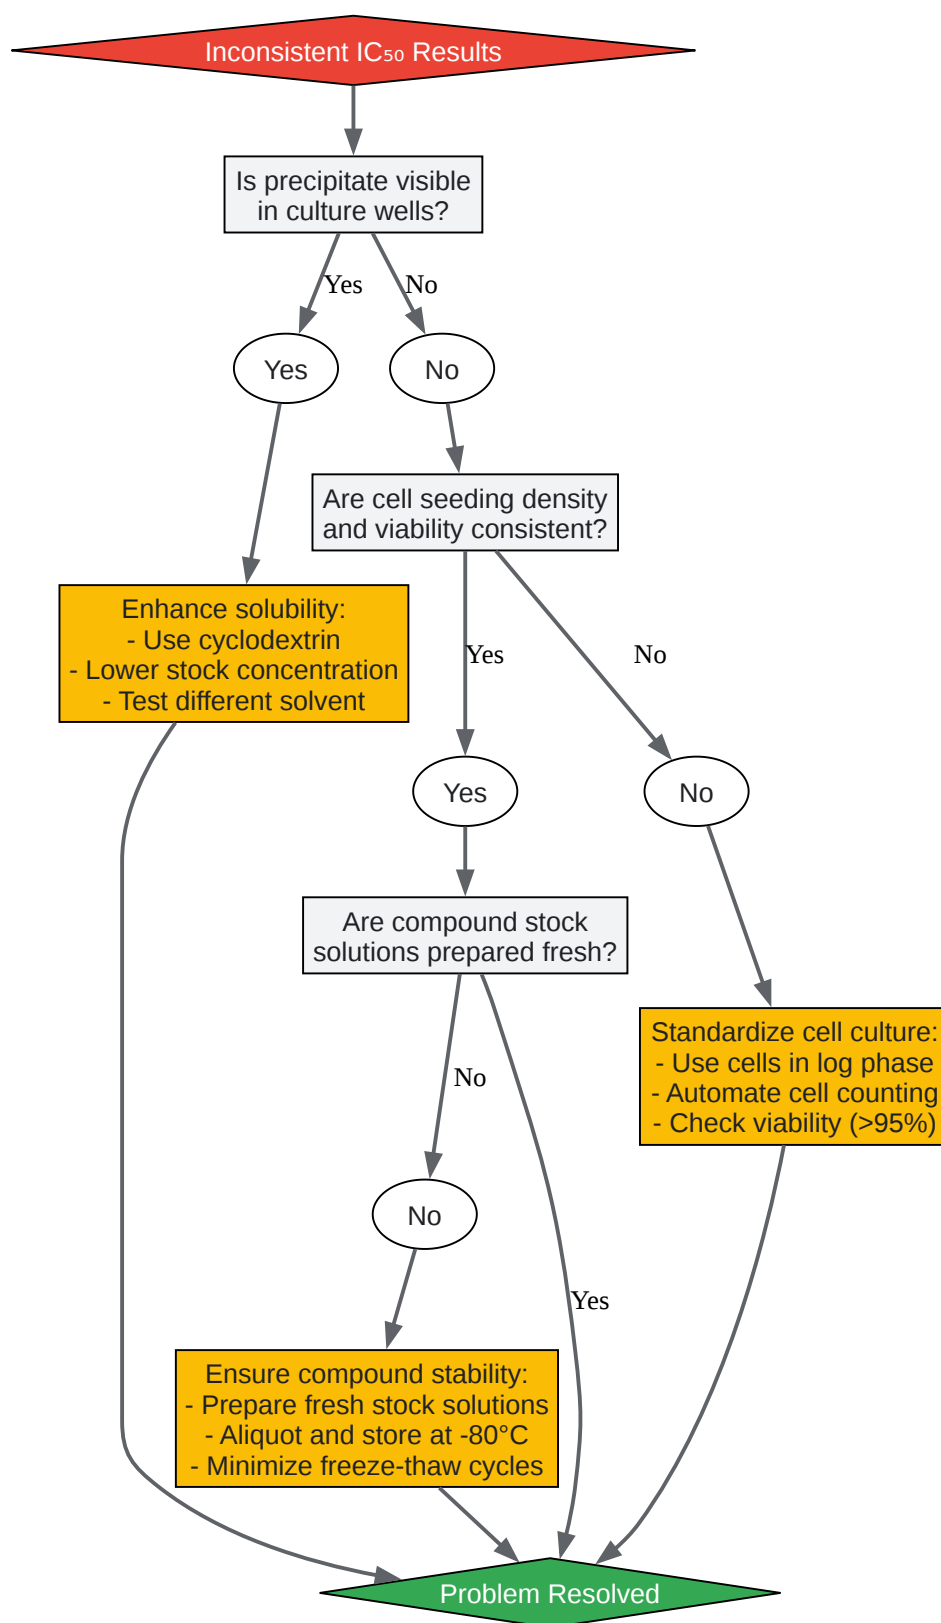 Inconsistent IC₅₀ Results
Is precipitate visible
in culture wells?
Yes
No
Yes
No
Are cell seeding density
and viability consistent?
Enhance solubility:
- Use cyclodextrin
- Lower stock concentration
- Test different solvent
Yes
No
Yes
No
Are compound stock
solutions prepared fresh?
Standardize cell culture:
- Use cells in log phase
- Automate cell counting
- Check viability (>95%)
No
No
Yes
Ensure compound stability:
- Prepare fresh stock solutions
- Aliquot and store at -80°C
- Minimize freeze-thaw cycles
Problem Resolved